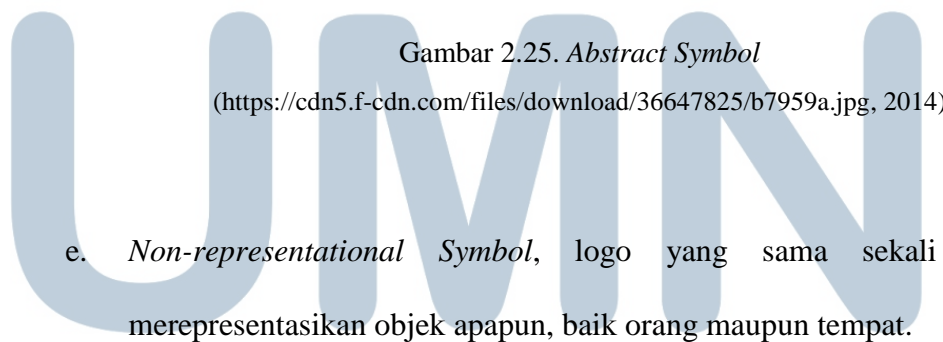 UMN
Gambar 2.25. Abstract Symbol
(https://cdn5.f-cdn.com/files/download/36647825/b7959a.jpg, 2014)
e. Non-representational Symbol, logo yang sama sekali
merepresentasikan objek apapun, baik orang maupun tempat.